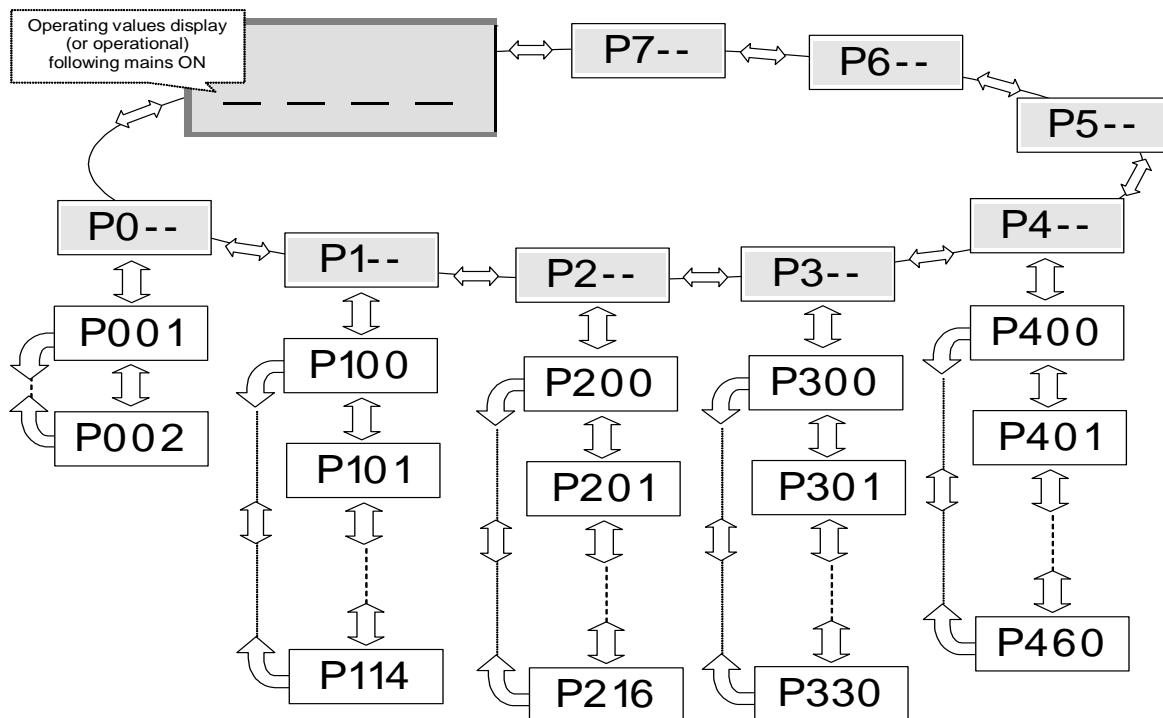 Operating values display
(or operational)
following mains ON
_ _ _ _
P7--
P6--
P5--
P0--
P1--
P2--
P3--
P4--
P001
P002
P100
P101
P114
P200
P201
P216
P300
P301
P330
P400
P401
P460